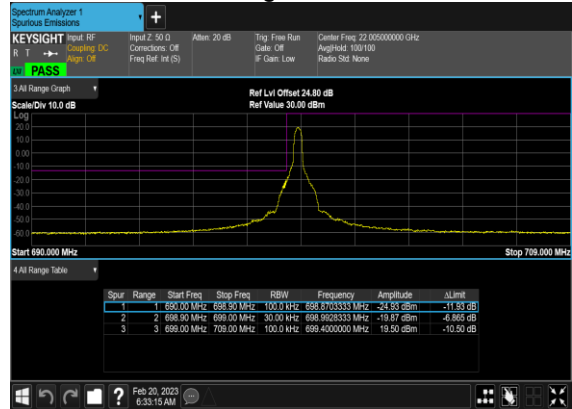 Spectrum Analyzer 1
Spurious Emissions
KEYSIGHT Input: RF Input Z: 50 Ω Atten: 20 dB Trig: Free Run Center Freq: 22.005000000 GHz
R T Coupling: DC Corrections: Off Gate: Off Avg|Hold: 100/100
Align: Off Freq Ref: Int (S) IF Gain: Low Radio Std: None
PASS
3 All Range Graph
Ref Lvl Offset 24.80 dB
Scale/Div 10.0 dB Ref Value 30.00 dBm
Log
20.0
10.0
0.00
-10.0
-20.0
-30.0
-40.0
-50.0
-60.0
Start 690.000 MHz Stop 709.000 MHz
4 All Range Table
Spur Range Start Freq Stop Freq RBW Frequency Amplitude ΔLimit
1 1 690.00 MHz 698.90 MHz 100.0 kHz 698.8703333 MHz -24.93 dBm -11.93 dB
2 2 698.90 MHz 699.00 MHz 30.00 kHz 698.9928333 MHz -19.87 dBm -6.865 dB
3 3 699.00 MHz 709.00 MHz 100.0 kHz 699.4000000 MHz 19.50 dBm -10.50 dB
? Feb 20, 2023
6:33:15 AM